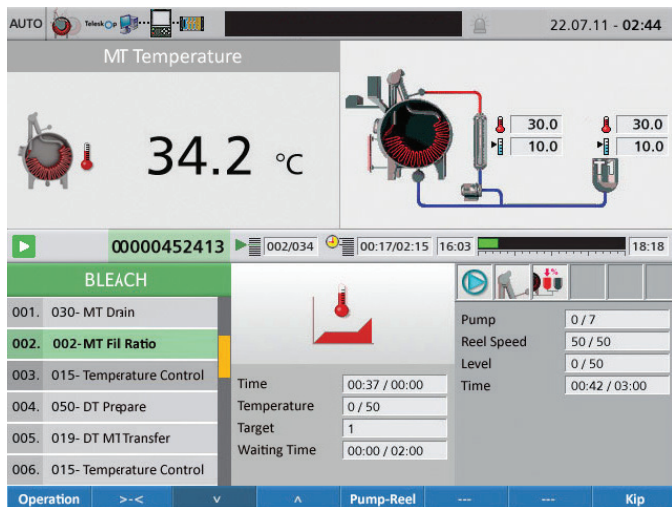 AUTO Teleskop 22.07.11 - 02:44
MT Temperature
34.2 °C
30.0 30.0
10.0 10.0
T1
00000452413 002/034 00:17/02:15 16:03 18:18
BLEACH
001. 030- MT Drain
002. 002-MT Fil Ratio
003. 015- Temperature Control
004. 050- DT Prepare
005. 019- DT MT Transfer
006. 015- Temperature Control
Time 00:37 / 00:00
Temperature 0 / 50
Target 1
Waiting Time 00:00 / 02:00
%
Pump 0 / 7
Reel Speed 50 / 50
Level 0 / 50
Time 00:42 / 03:00
Operation >-< v ^ Pump-Reel --- --- Kip